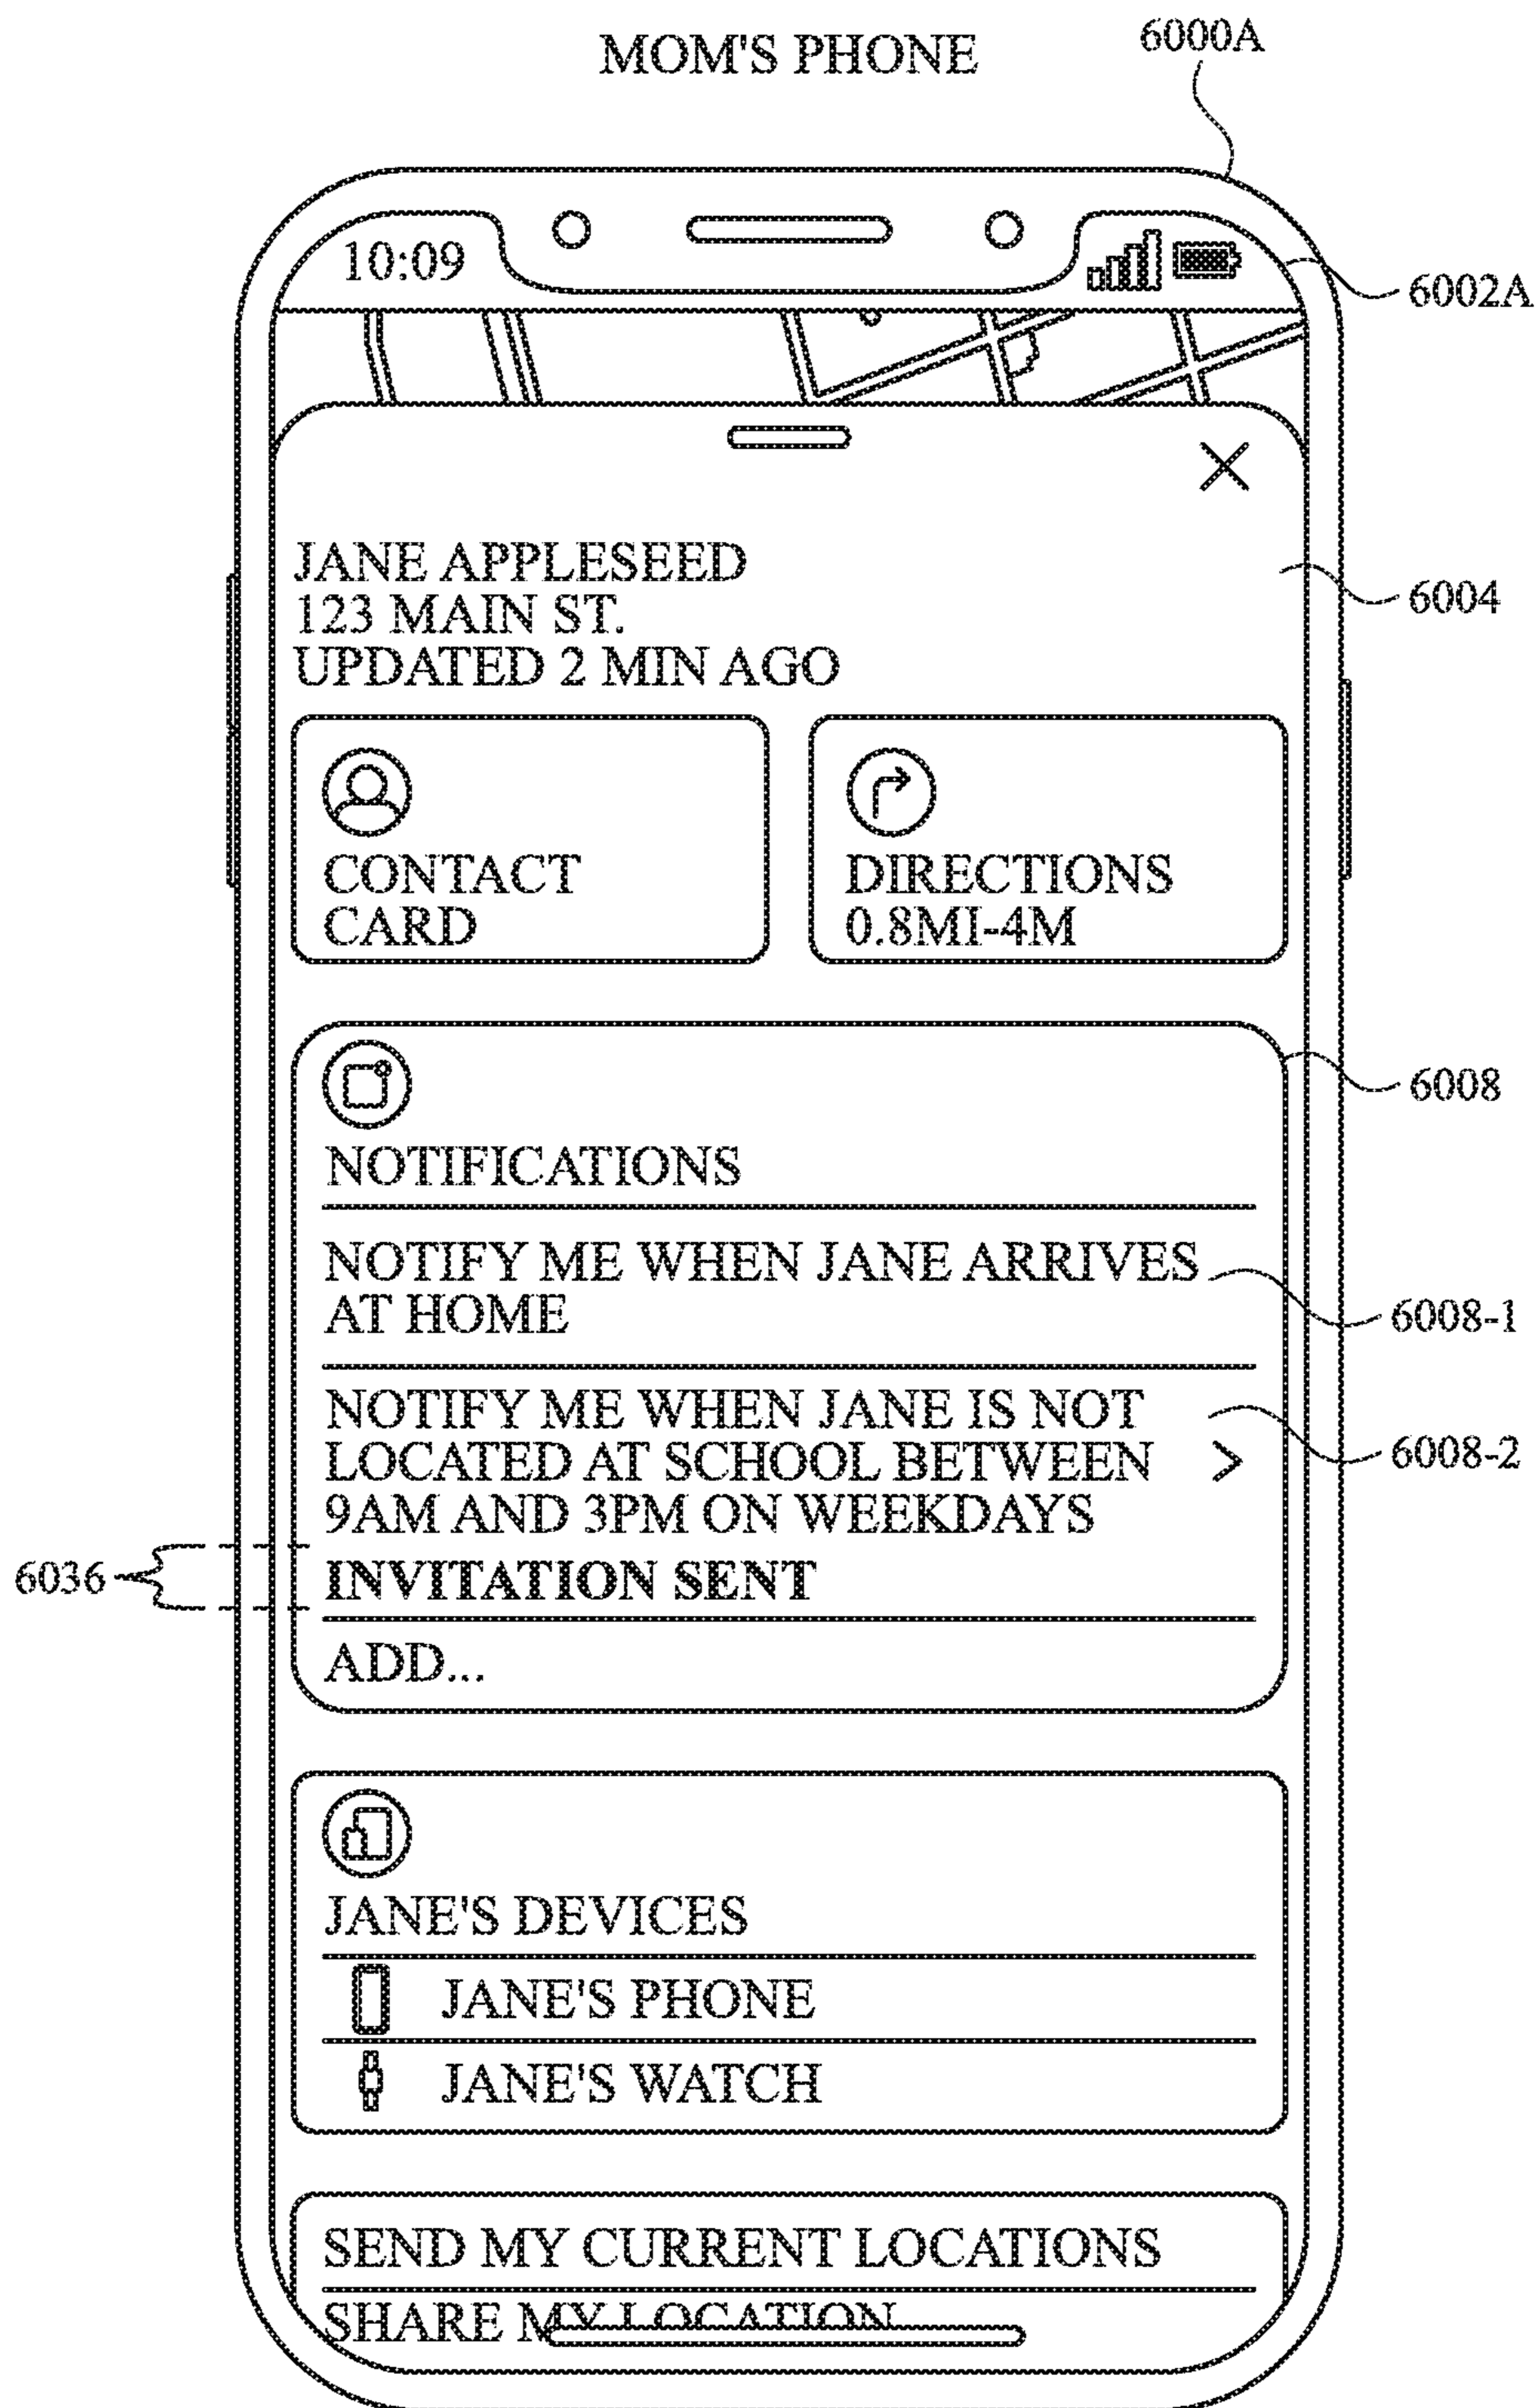 MOM'S PHONE
6000A
10:09
6002A
JANE APPLESEED
123 MAIN ST.
UPDATED 2 MIN AGO
6004
CONTACT
CARD
DIRECTIONS
0.8MI-4M
6008
NOTIFICATIONS
NOTIFY ME WHEN JANE ARRIVES
AT HOME
6008-1
NOTIFY ME WHEN JANE IS NOT
LOCATED AT SCHOOL BETWEEN >
9AM AND 3PM ON WEEKDAYS
6008-2
INVITATION SENT
6036
ADD...
JANE'S DEVICES
JANE'S PHONE
JANE'S WATCH
SEND MY CURRENT LOCATIONS
SHARE MY LOCATION